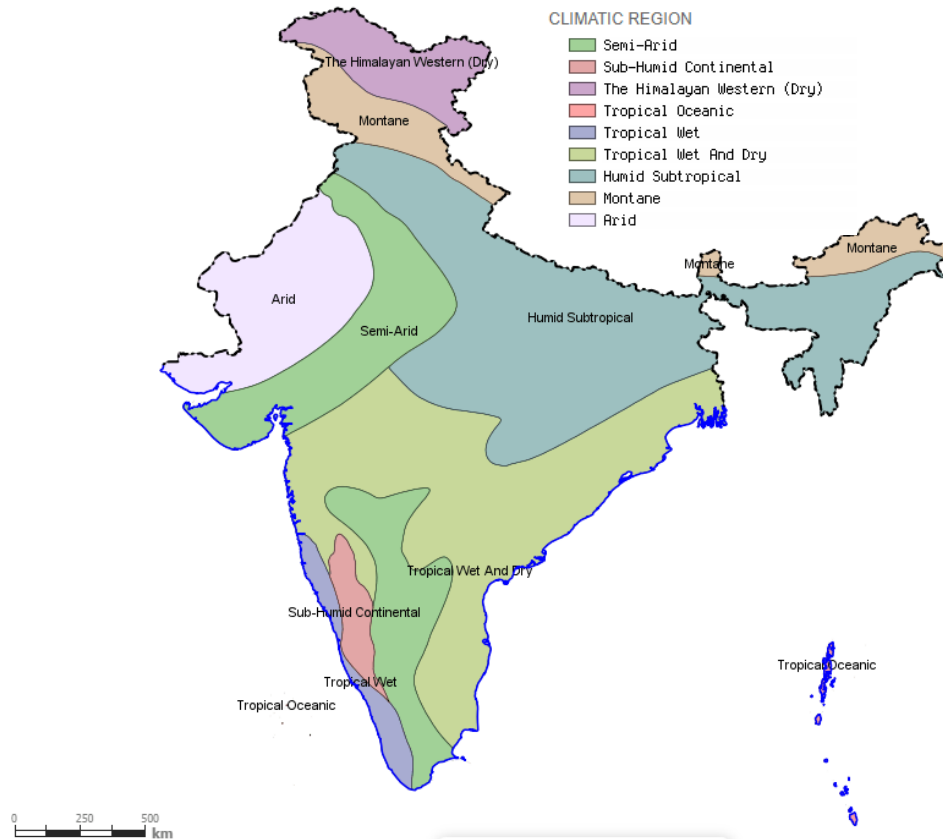 CLIMATIC REGION
Semi-Arid
Sub-Humid Continental
The Himalayan Western (Dry)
Tropical Oceanic
Tropical Wet
Tropical Wet And Dry
Humid Subtropical
Montane
Arid
The Himalayan Western (Dry)
Montane
Montane
Montane
Arid
Semi-Arid
Humid Subtropical
Tropical Wet And Dry
Sub-Humid Continental
Tropical Wet
Tropical Oceanic
Tropical Oceanic
0 250 500
km